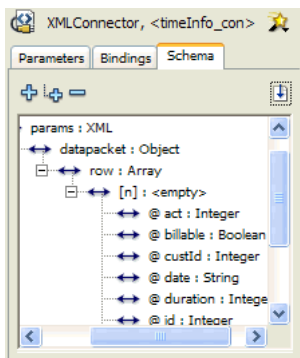 XMLConnector, <timeInfo_con>
Parameters Bindings Schema
params : XML
datapacket : Object
row : Array
[n] : <empty>
@ act : Integer
@ billable : Boolean
@ custId : Integer
@ date : String
@ duration : Intege
@ id : Integer